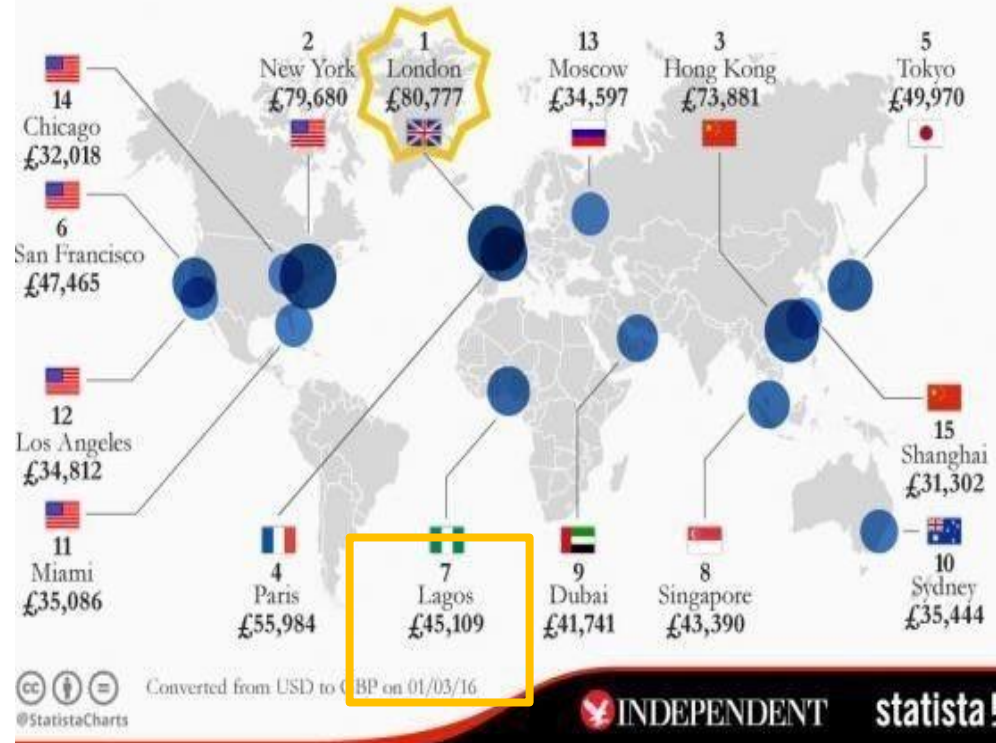 14
Chicago
£32,018
2
New York
£79,680
1
London
£80,777
13
Moscow
£34,597
3
Hong Kong
£73,881
5
Tokyo
£49,970
6
San Francisco
£47,465
12
Los Angeles
£34,812
11
Miami
£35,086
4
Paris
£55,984
7
Lagos
£45,109
9
Dubai
£41,741
8
Singapore
£43,390
15
Shanghai
£31,302
10
Sydney
£35,444
cc
@StatistaCharts
Converted from USD to GBP on 01/03/16
INDEPENDENT
statista